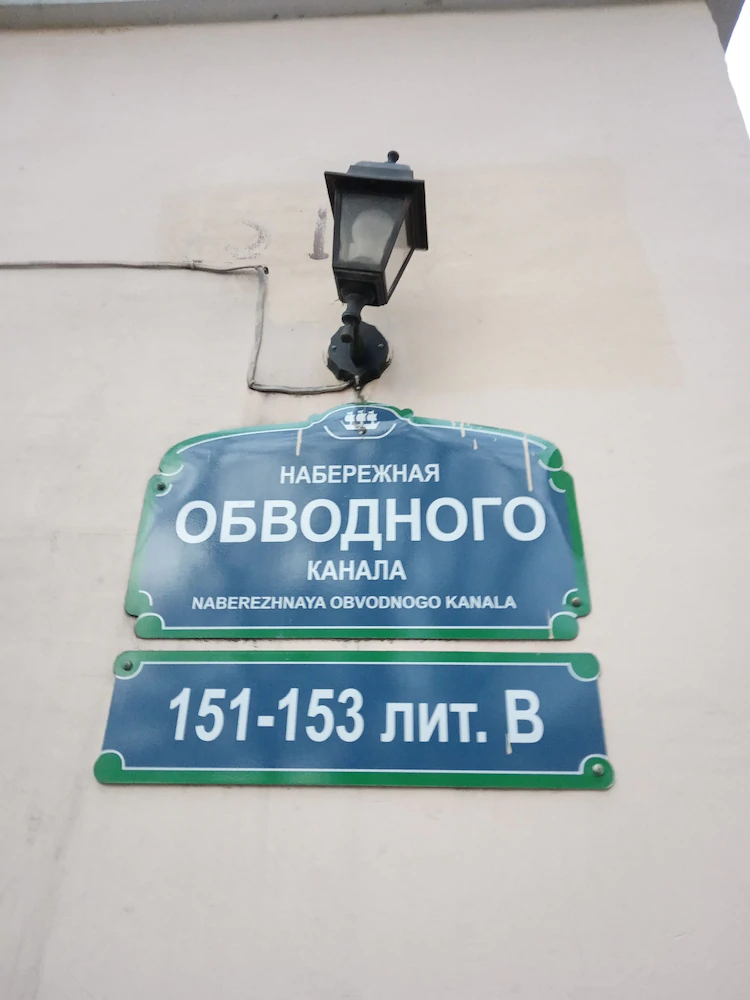 НАБЕРЕЖНАЯ
ОБВОДНОГО
КАНАЛА
NABEREZHNAYA OBVODNOGO KANALA
151-153 лит. В